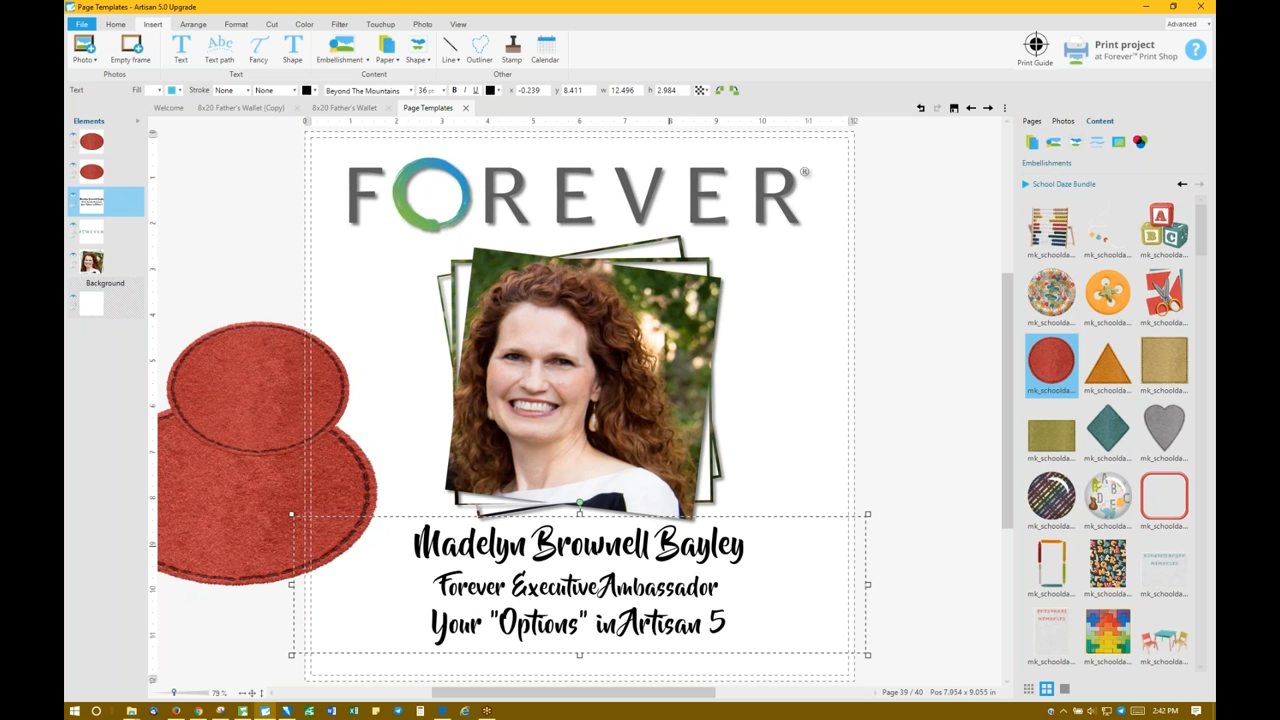 Page Templates - Artisan 5.0 Upgrade
File Home Insert Arrange Format Cut Color Filter Touchup Photo View Advanced
Photo Empty frame Text Text path Fancy Shape Embellishment Paper Shape Line Outliner Stamp Calendar
Photos Text Content Other
Print Guide
Print project
at Forever™ Print Shop
?
Text Fill Stroke None None Beyond The Mountains 36 pt B I U x -0.239 y 8.411 w 12.496 h 2.984
Welcome 8x20 Father's Wallet (Copy) 8x20 Father's Wallet Page Templates
Elements
Background
FOREVER®
Madelyn Brownell Bayley
Forever Executive Ambassador
Your "Options" in Artisan 5
Pages Photos Content
Embellishments
School Daze Bundle
mk_schoolda... mk_schoolda... mk_schoolda...
mk_schoolda... mk_schoolda... mk_schoolda...
mk_schoolda... mk_schoolda... mk_schoolda...
mk_schoolda... mk_schoolda... mk_schoolda...
mk_schoolda... mk_schoolda... mk_schoolda...
mk_schoolda... mk_schoolda... mk_schoolda...
mk_schoolda... mk_schoolda... mk_schoolda...
79 %
Page 39 / 40 Pos 7.954 x 9.055 in
2:42 PM